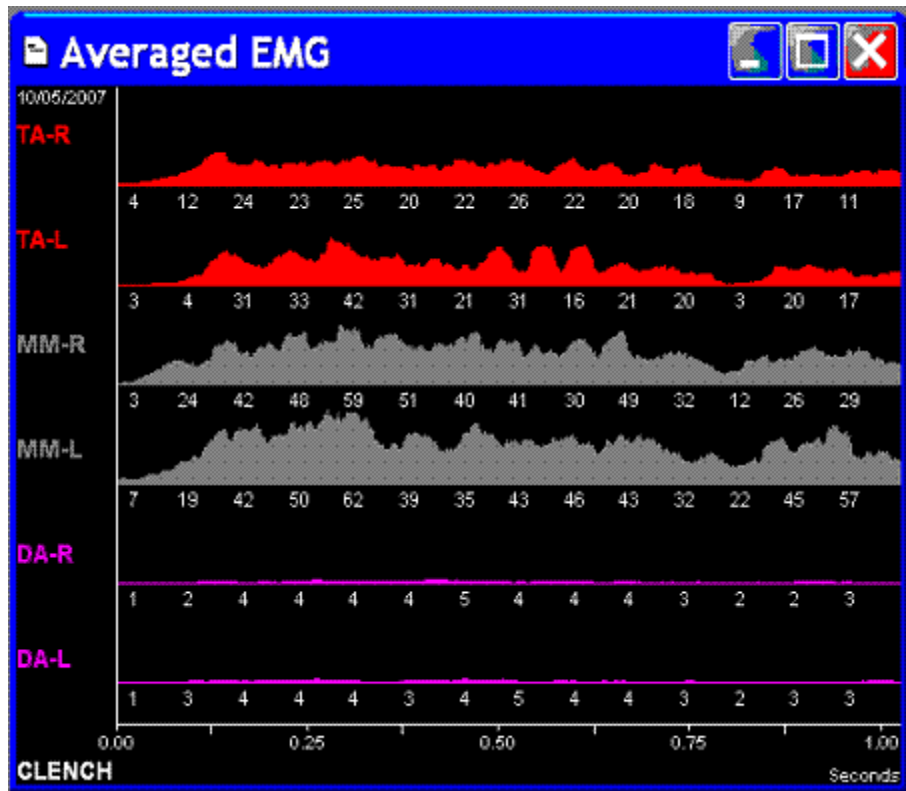 Averaged EMG
10/05/2007
TA-R
4 12 24 23 25 20 22 26 22 20 18 9 17 11
TA-L
3 4 31 33 42 31 21 31 16 21 20 3 20 17
MM-R
3 24 42 48 59 51 40 41 30 49 32 12 26 29
MM-L
7 19 42 50 62 39 35 43 46 43 32 22 45 57
DA-R
1 2 4 4 4 4 5 4 4 4 3 2 2 3
DA-L
1 3 4 4 4 3 4 5 4 4 3 2 3 3
0.00 0.25 0.50 0.75 1.00
CLENCH Seconds